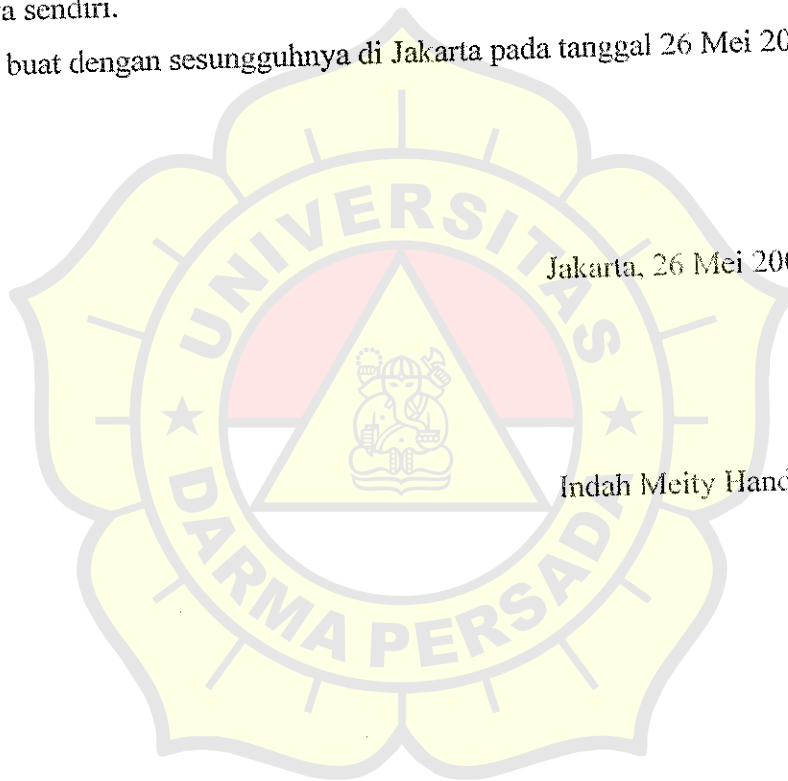 a sendiri.
buat dengan sesungguhnya di Jakarta pada tanggal 26 Mei 20
UNIVERSITAS
Jakarta, 26 Mei 200
Indah Meity Hand
DARMA PERSADA